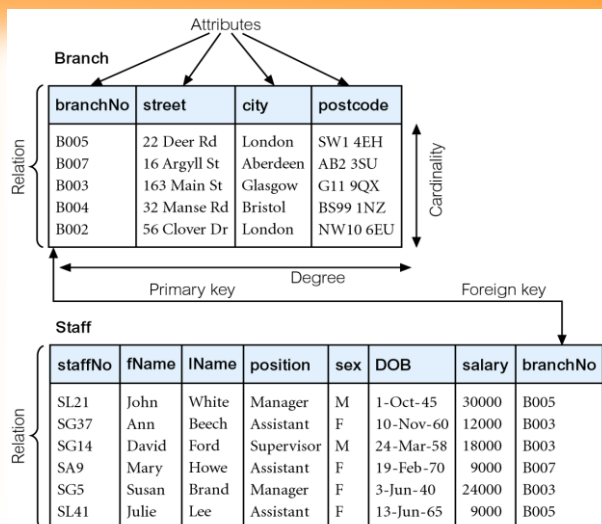 Attributes
Branch
branchNo street city postcode
B005 22 Deer Rd London SW1 4EH
B007 16 Argyll St Aberdeen AB2 3SU
B003 163 Main St Glasgow G11 9QX
B004 32 Manse Rd Bristol BS99 1NZ
B002 56 Clover Dr London NW10 6EU
Relation
Cardinality
Degree
Primary key Foreign key
Staff
staffNo fName lName position sex DOB salary branchNo
SL21 John White Manager M 1-Oct-45 30000 B005
SG37 Ann Beech Assistant F 10-Nov-60 12000 B003
SG14 David Ford Supervisor M 24-Mar-58 18000 B003
SA9 Mary Howe Assistant F 19-Feb-70 9000 B007
SG5 Susan Brand Manager F 3-Jun-40 24000 B003
SL41 Julie Lee Assistant F 13-Jun-65 9000 B005
Relation